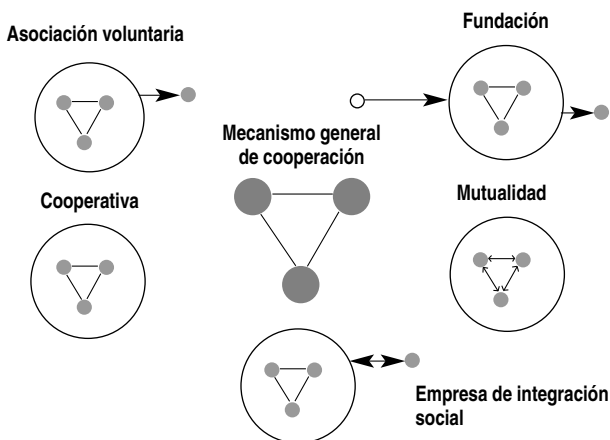 Asociación voluntaria
Fundación
Mecanismo general
de cooperación
Cooperativa
Mutualidad
Empresa de integración
social